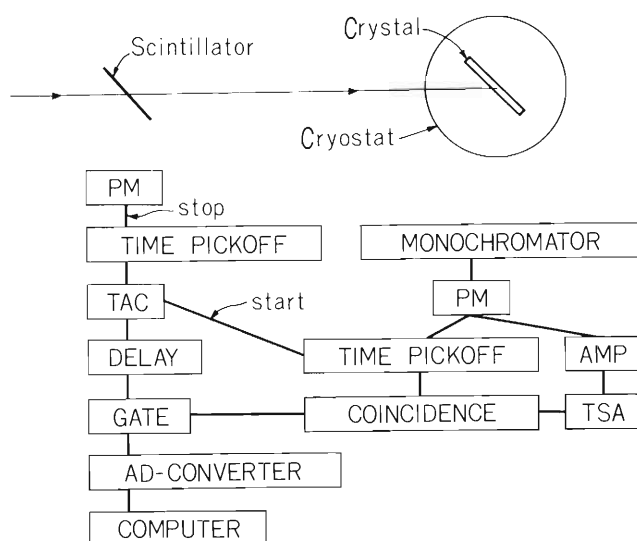 Crystal
Scintillator
Cryostat
PM
stop
TIME PICKOFF
MONOCHROMATOR
TAC
start
PM
DELAY
TIME PICKOFF
AMP
GATE
COINCIDENCE
TSA
AD-CONVERTER
COMPUTER